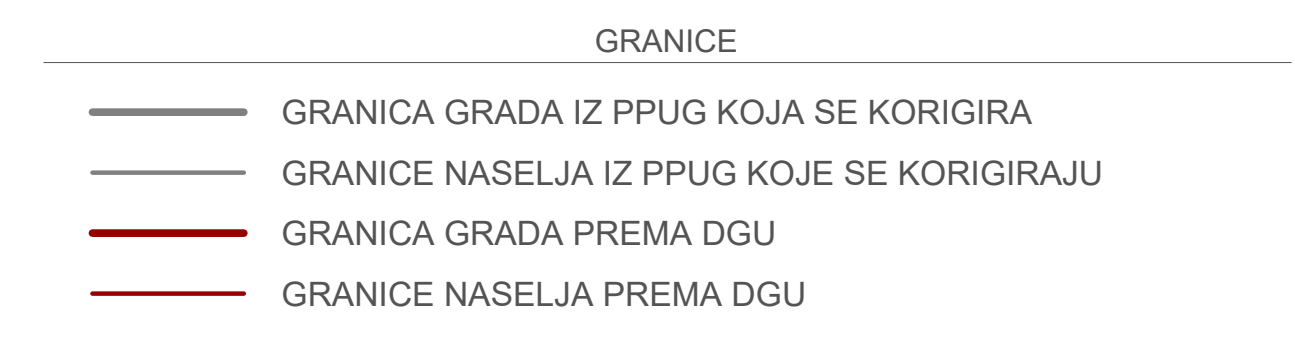 GRANICE
GRANICA GRADA IZ PPUG KOJA SE KORIGIRA
GRANICE NASELJA IZ PPUG KOJE SE KORIGIRAJU
GRANICA GRADA PREMA DGU
GRANICE NASELJA PREMA DGU